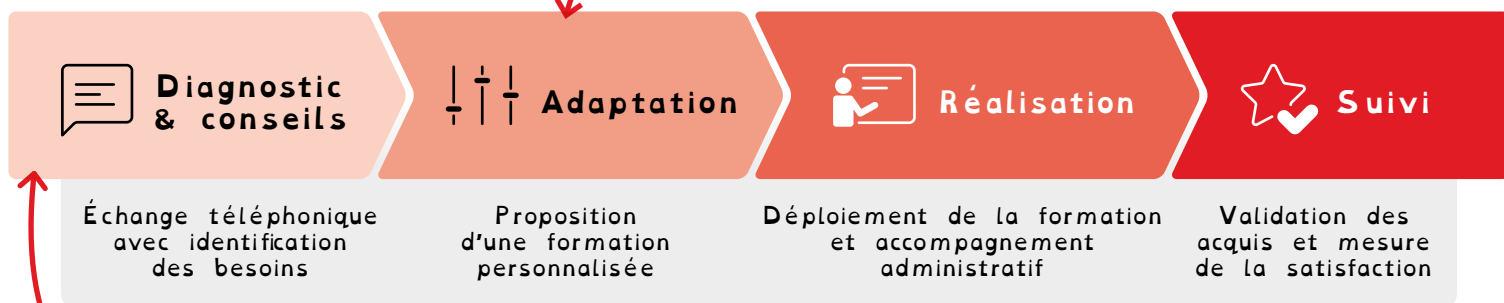 Diagnostic
& conseils
Adaptation
Réalisation
Suivi
Échange téléphonique
avec identification
des besoins
Proposition
d'une formation
personnalisée
Déploiement de la formation
et accompagnement
administratif
Validation des
acquis et mesure
de la satisfaction